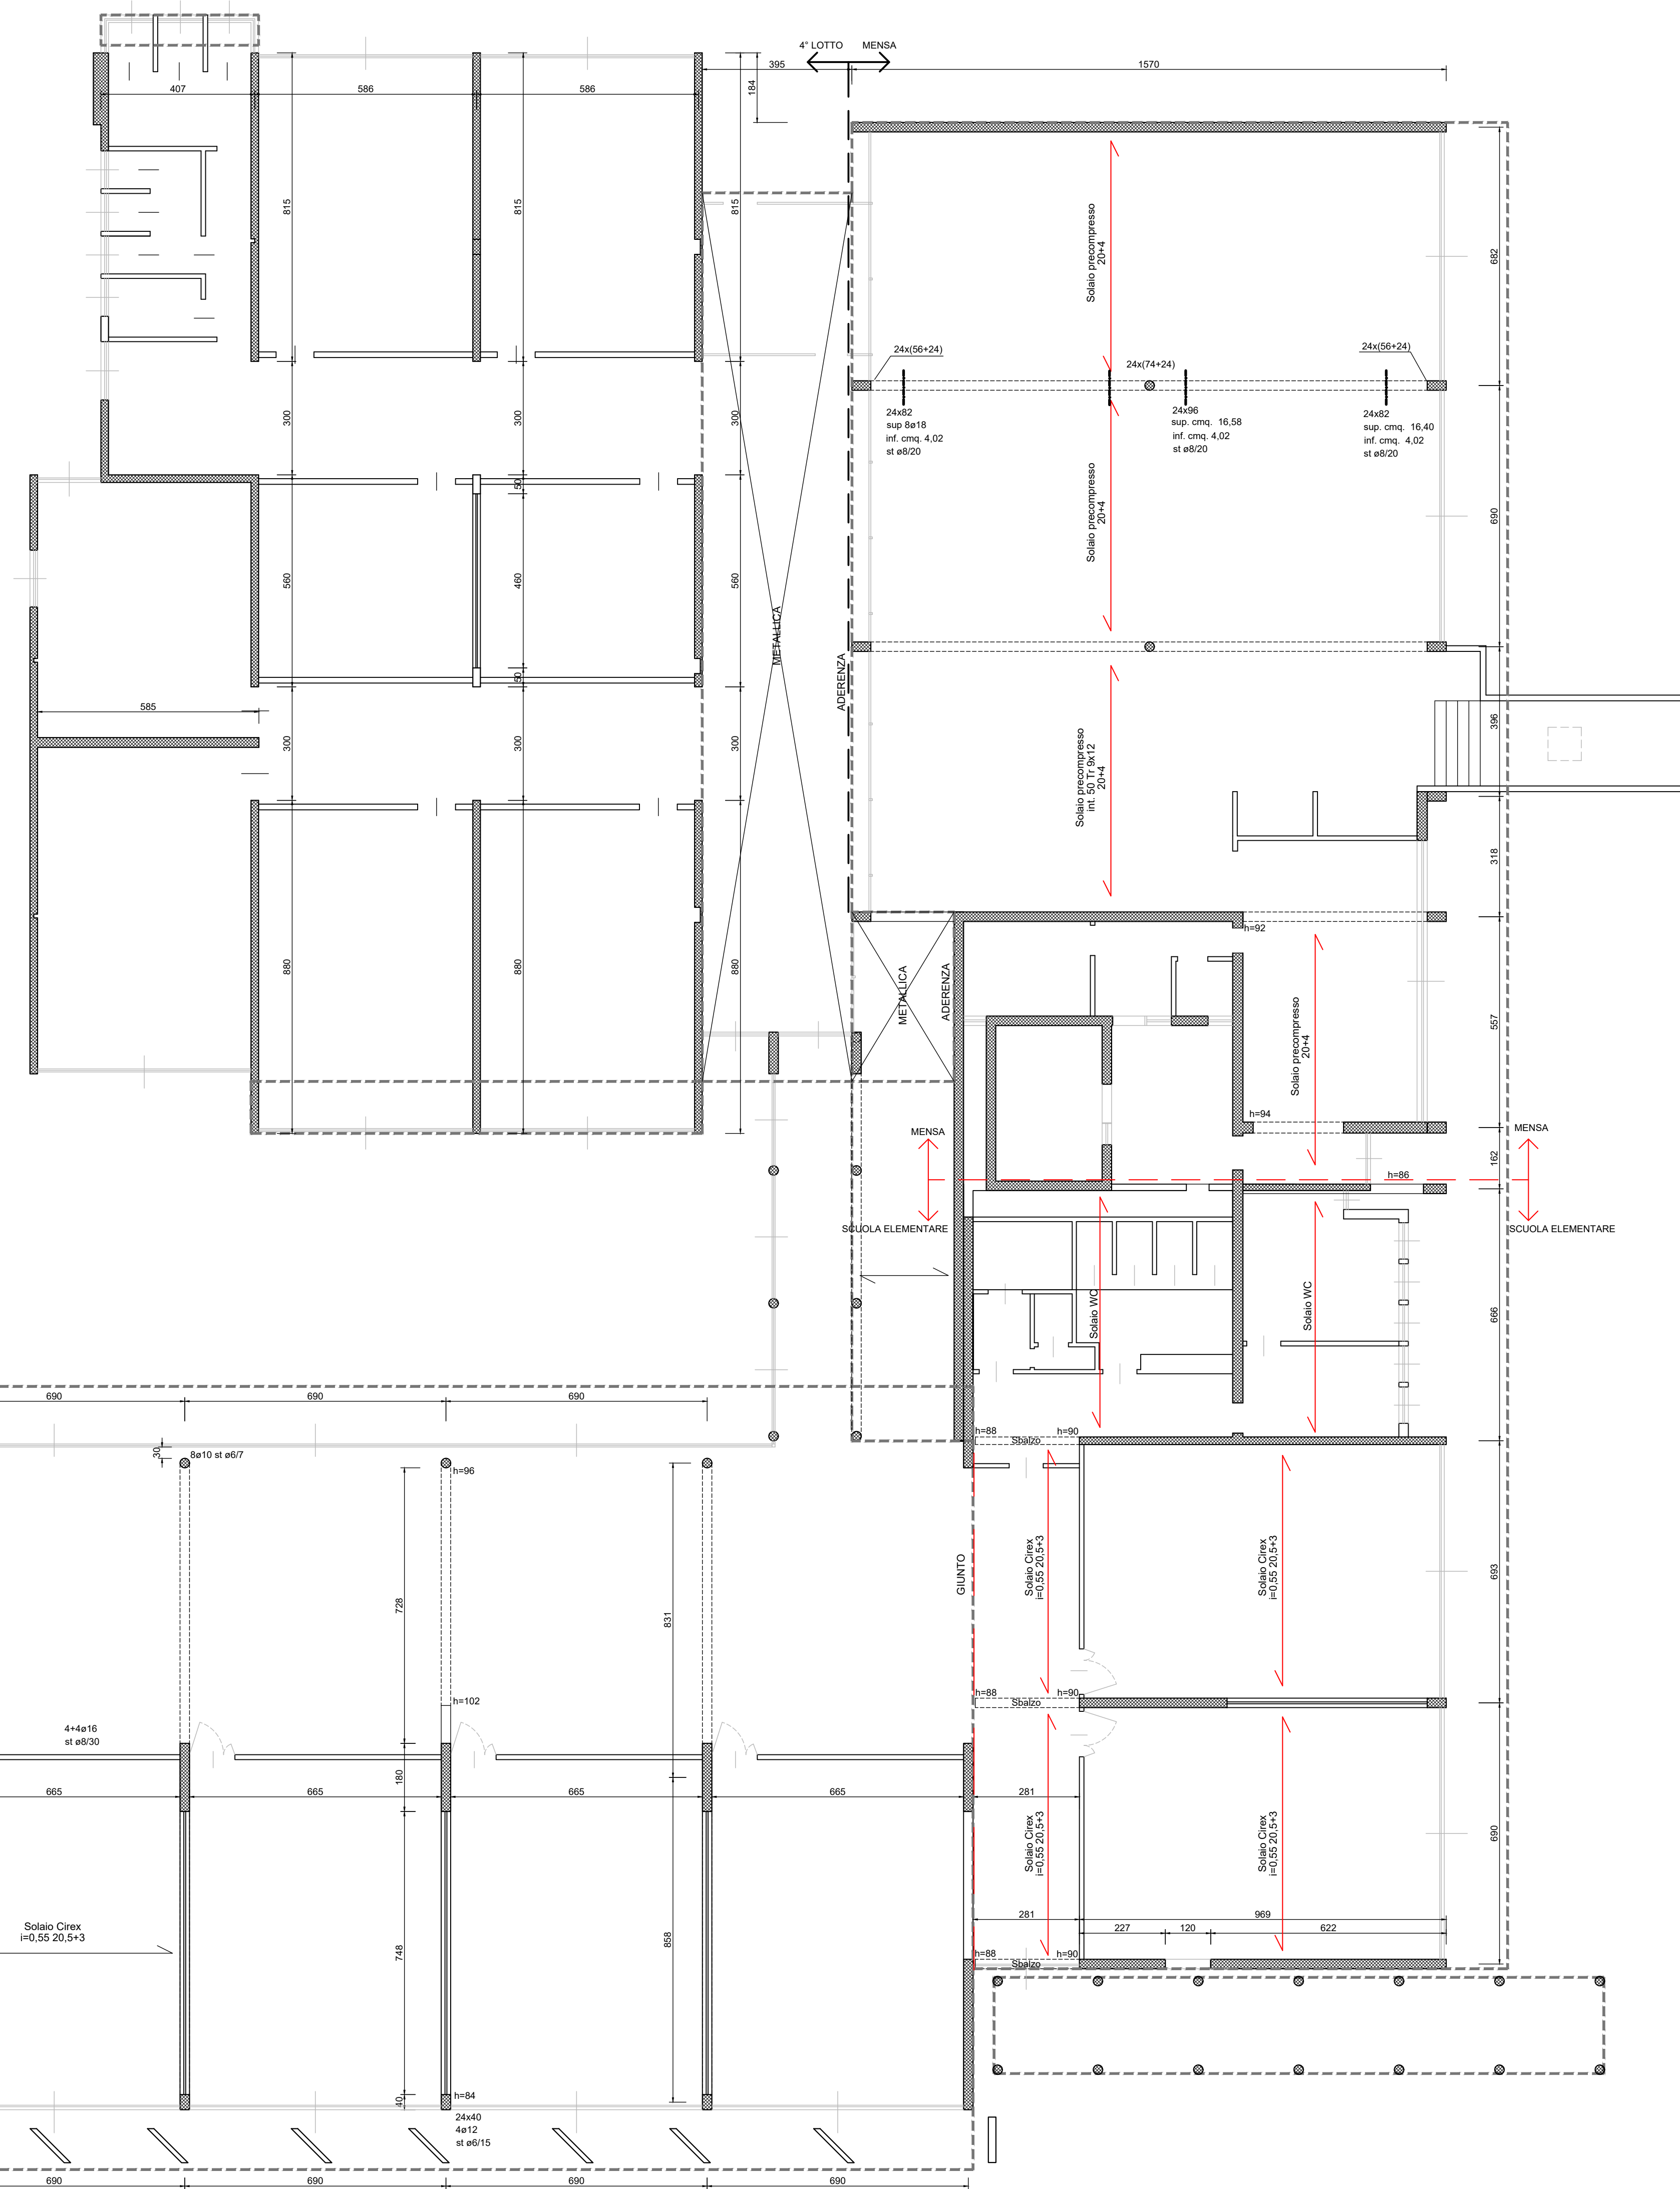 4° LOTTO
MENSA
395
1570
184
407
586
586
815
815
815
682
Solaio precompresso
20+4
24x(56+24)
24x(74+24)
24x(56+24)
24x82
sup 8ø18
inf. cmq. 4,02
st ø8/20
24x96
sup. cmq. 16,58
inf. cmq. 4,02
st ø8/20
24x82
sup. cmq. 16,40
inf. cmq. 4,02
st ø8/20
300
300
300
50
560
460
560
50
Solaio precompresso
20+4
690
METALLICA
ADERENZA
585
300
300
300
396
Solaio precompresso
int. 50 Tr 9x12
20+4
318
880
880
880
h=92
METALLICA
ADERENZA
Solaio precompresso
20+4
557
h=94
MENSA
MENSA
162
h=86
SCUOLA ELEMENTARE
SCUOLA ELEMENTARE
Solaio WC
Solaio WC
666
690
690
690
30
8ø10 st ø6/7
h=96
h=88
h=90
Sbalzo
728
831
GIUNTO
Solaio Cirex
i=0,55 20,5+3
Solaio Cirex
i=0,55 20,5+3
693
h=102
h=88
h=90
Sbalzo
4+4ø16
st ø8/30
180
665
665
665
665
281
Solaio Cirex
i=0,55 20,5+3
Solaio Cirex
i=0,55 20,5+3
690
281
969
227
120
622
Solaio Cirex
i=0,55 20,5+3
748
858
h=88
h=90
Sbalzo
40
h=84
24x40
4ø12
st ø6/15
690
690
690
690